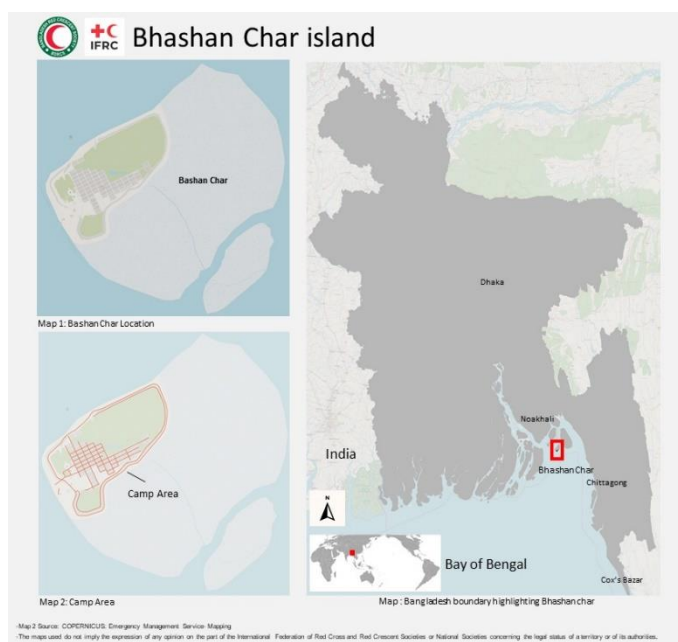 IFRC
Bhashan Char island
Bashan Char
Map 1: Bashan Char Location
Camp Area
Map 2: Camp Area
Dhaka
Noakhali
India
Bhashan Char
Chittagong
N
Bay of Bengal
Cox's Bazar
Map : Bangladesh boundary highlighting Bhashan char
-Map 2 Source: COPERNICUS: Emergency Management Service Mapping
-The maps used do not imply the expression of any opinion on the part of the International Federation of Red Cross and Red Crescent Societies or National Societies concerning the legal status of a territory or of its authorities.